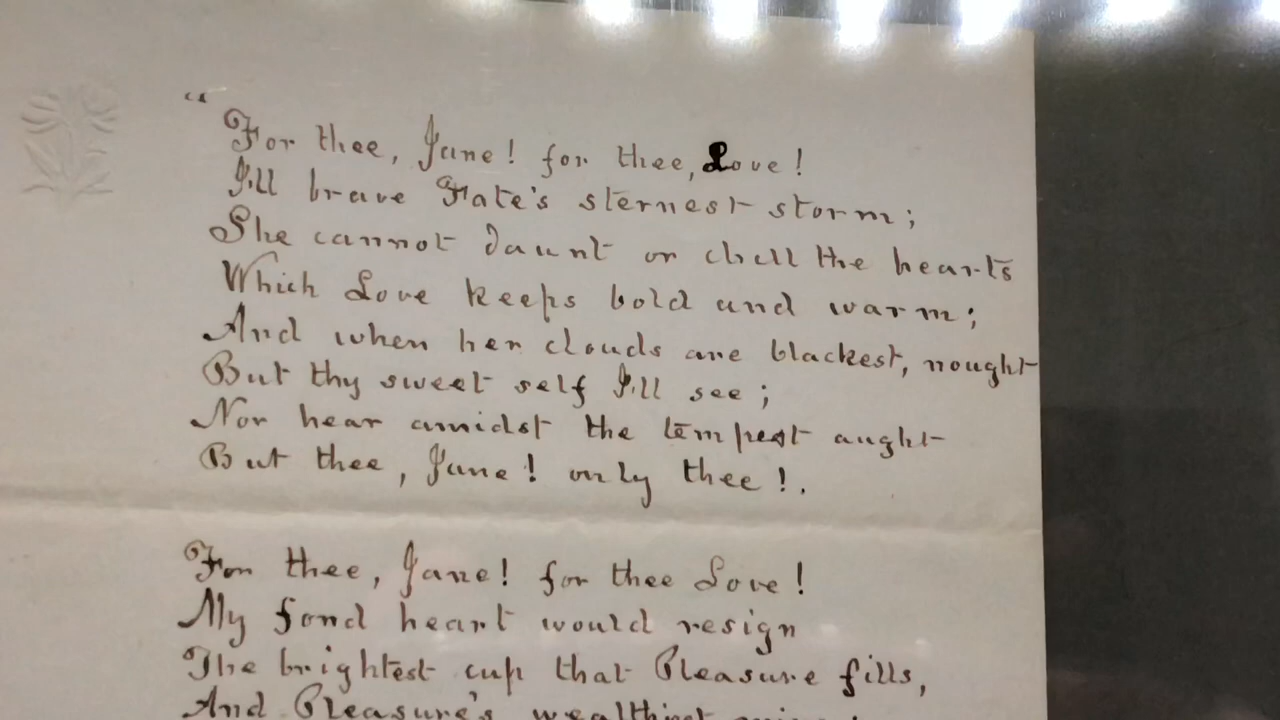 "
For thee, Jane! for thee, Love!
I'll brave Fate's sternest storm;
She cannot daunt or chill the hearts
Which Love keeps bold and warm;
And when her clouds are blackest, nought
But thy sweet self I'll see;
Nor hear amidst the tempest aught
But thee, Jane! only thee!.
For thee, Jane! for thee Love!
My fond heart would resign
The brightest cup that Pleasure fills,
And Pleasure's wealthiest